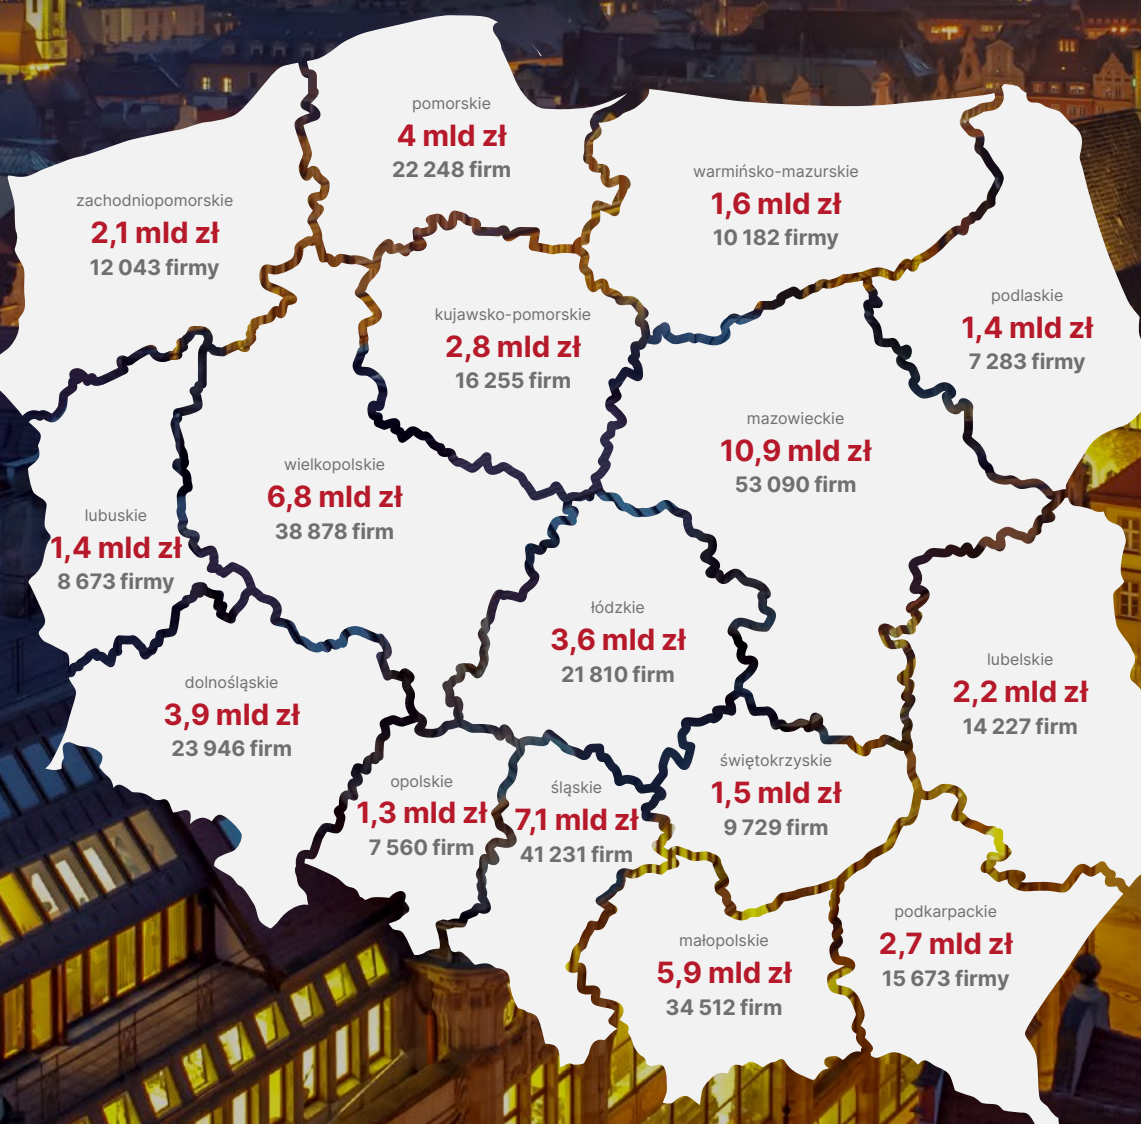 pomorskie
4 mld zł
22 248 firm
warmińsko-mazurskie
1,6 mld zł
10 182 firmy
zachodniopomorskie
2,1 mld zł
12 043 firmy
podlaskie
1,4 mld zł
7 283 firmy
kujawsko-pomorskie
2,8 mld zł
16 255 firm
mazowieckie
10,9 mld zł
53 090 firm
wielkopolskie
6,8 mld zł
38 878 firm
lubuskie
1,4 mld zł
8 673 firmy
łódzkie
3,6 mld zł
21 810 firm
lubelskie
2,2 mld zł
14 227 firm
dolnośląskie
3,9 mld zł
23 946 firm
opolskie
1,3 mld zł
7 560 firm
śląskie
7,1 mld zł
41 231 firm
świętokrzyskie
1,5 mld zł
9 729 firm
podkarpackie
2,7 mld zł
15 673 firmy
małopolskie
5,9 mld zł
34 512 firm